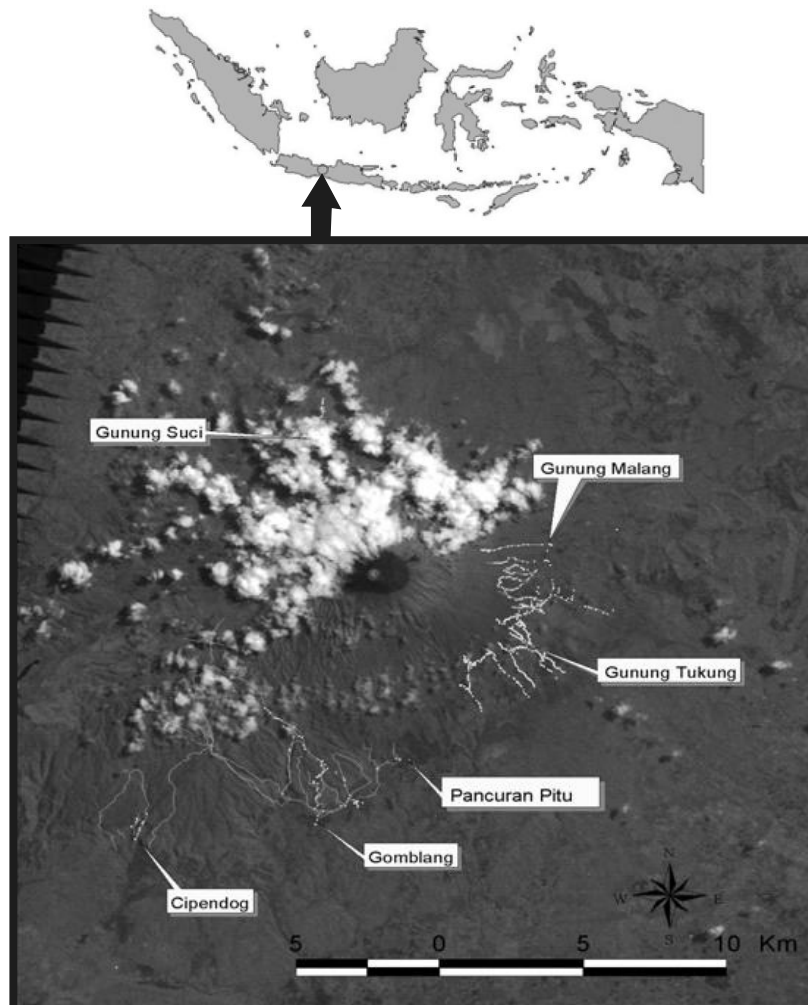 Gunung Suci
Gunung Malang
Gunung Tukung
Pancuran Pitu
Gomblang
Cipendog
N
W E
S
5 0 5 10 Km